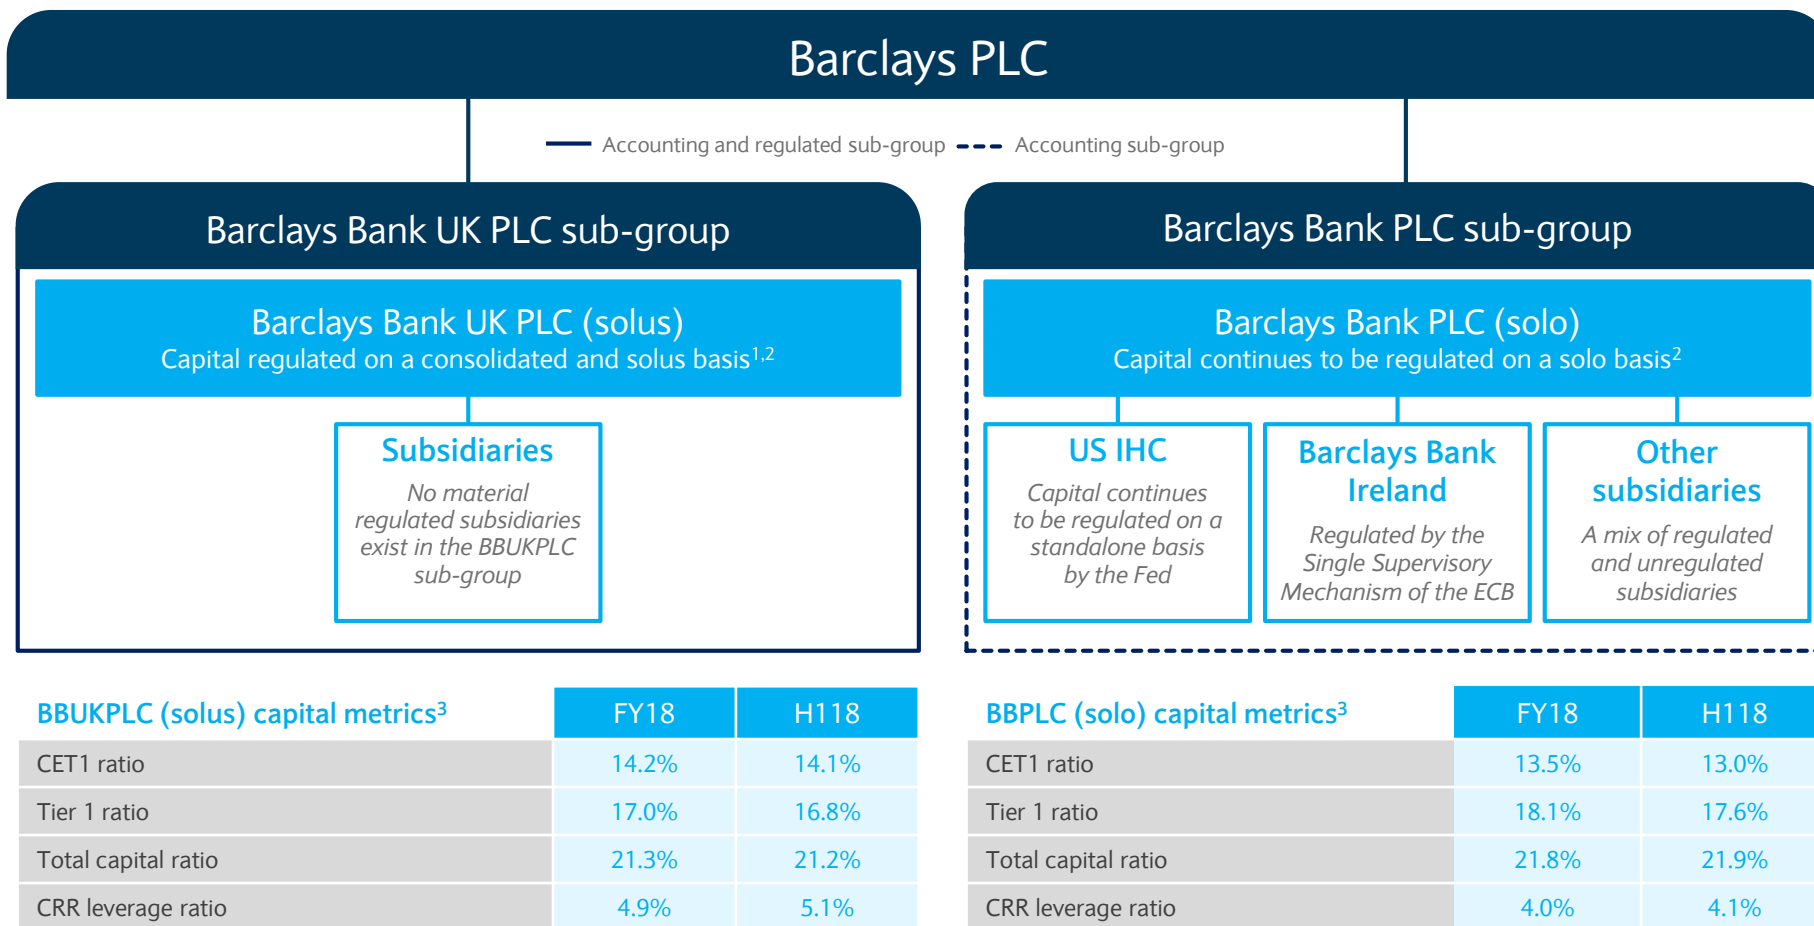 Barclays PLC
Accounting and regulated sub-group
Accounting sub-group
Barclays Bank UK PLC sub-group
Barclays Bank UK PLC (solus)
Capital regulated on a consolidated and solus basis1,2
Subsidiaries
No material
regulated subsidiaries
exist in the BBUKPLC
sub-group
Barclays Bank PLC sub-group
Barclays Bank PLC (solo)
Capital continues to be regulated on a solo basis2
US IHC
Capital continues
to be regulated on a
standalone basis
by the Fed
Barclays Bank
Ireland
Regulated by the
Single Supervisory
Mechanism of the ECB
Other
subsidiaries
A mix of regulated
and unregulated
subsidiaries
BBUKPLC (solus) capital metrics3 FY18 H118
CET1 ratio 14.2% 14.1%
Tier 1 ratio 17.0% 16.8%
Total capital ratio 21.3% 21.2%
CRR leverage ratio 4.9% 5.1%
BBPLC (solo) capital metrics3 FY18 H118
CET1 ratio 13.5% 13.0%
Tier 1 ratio 18.1% 17.6%
Total capital ratio 21.8% 21.9%
CRR leverage ratio 4.0% 4.1%